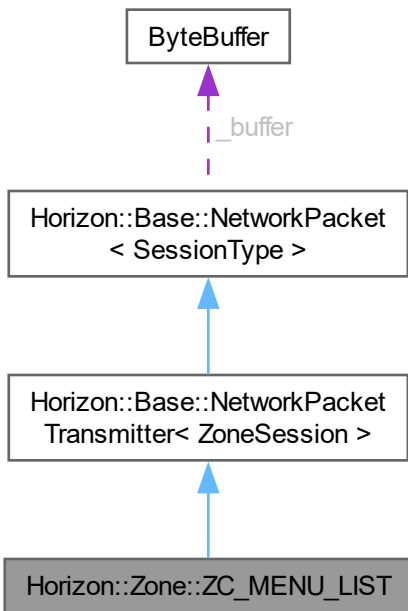 ByteBuffer
_buffer
Horizon::Base::NetworkPacket
< SessionType >
Horizon::Base::NetworkPacket
Transmitter< ZoneSession >
Horizon::Zone::ZC_MENU_LIST